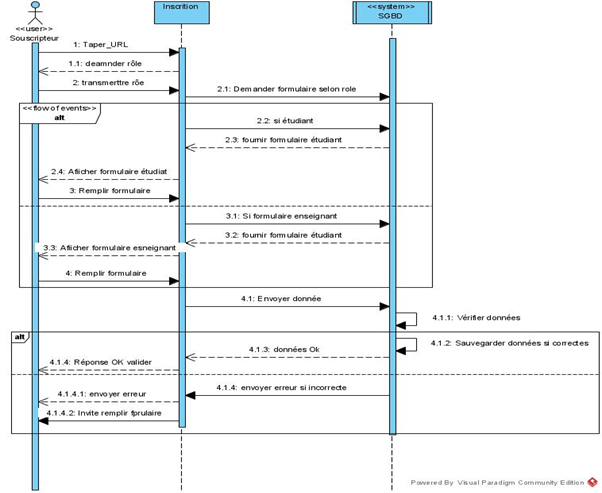 <<user>>
Souscripteur
Inscrition
<<system>>
SGBD
1: Taper_URL
1.1: deamnder rôle
2: transmerttre rôe
2.1: Demander formulaire selon role
<<flow of events>>
alt
2.2: si étudiant
2.3: fournir formulaire étudiant
2.4: Aflicher formulaire étudiat
3: Remplir formulaire
3.1: Si formulaire enseignant
3.2: fournir formulaire étudiant
3.3: Aflicher formulaire esneignant
4: Remplir formulaire
4.1: Envoyer donnée
4.1.1: Vérifier données
alt
4.1.2: Sauvegarder données si correctes
4.1.3: données Ok
4.1.4: Réponse OK valider
4.1.4: envoyer erreur si incorrecte
4.1.4.1: envoyer erreur
4.1.4.2: Invite remplir fprulaire
Powered By Visual Paradigm Community Edition